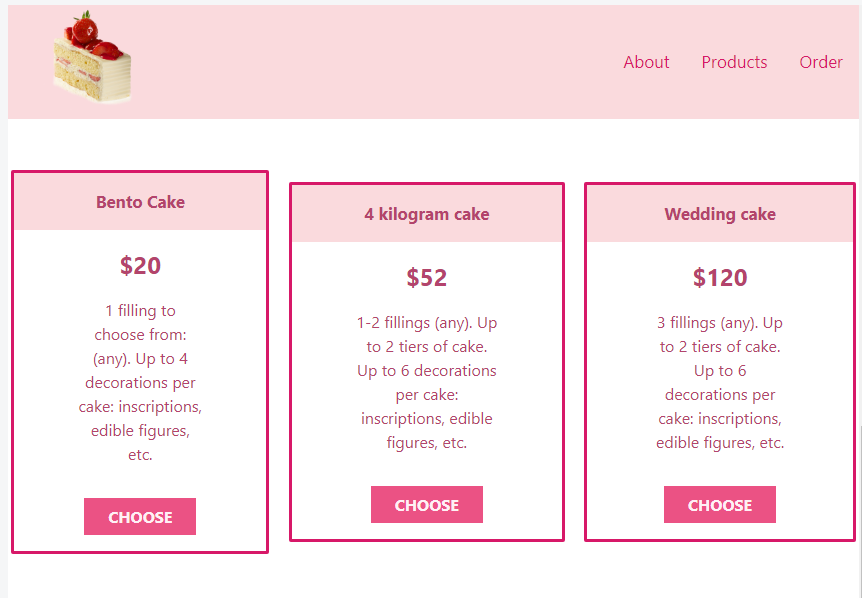 About Products Order
Bento Cake
$20
1 filling to
choose from:
(any). Up to 4
decorations per
cake: inscriptions,
edible figures,
etc.
CHOOSE
4 kilogram cake
$52
1-2 fillings (any). Up
to 2 tiers of cake.
Up to 6 decorations
per cake:
inscriptions, edible
figures, etc.
CHOOSE
Wedding cake
$120
3 fillings (any). Up
to 2 tiers of cake.
Up to 6
decorations per
cake: inscriptions,
edible figures, etc.
CHOOSE